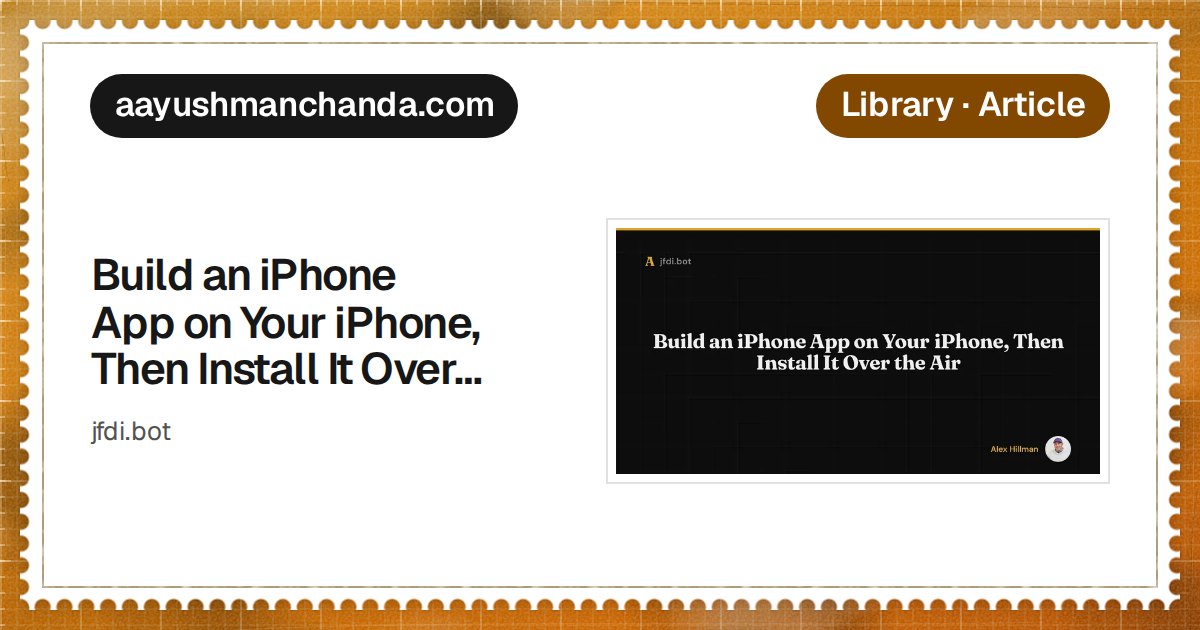 aayushmanchanda.com
Library · Article
Build an iPhone
App on Your iPhone,
Then Install It Over...
jfdi.bot
A jfdi.bot
Build an iPhone App on Your iPhone, Then
Install It Over the Air
Alex Hillman